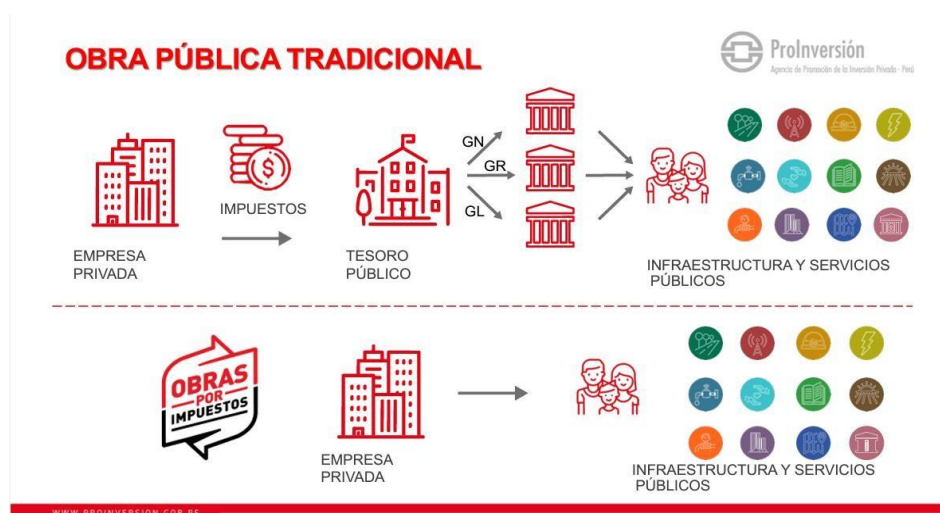 OBRA PÚBLICA TRADICIONAL
ProInversión
Agencia de Promoción de la Inversión Privada - Perú
GN
GR
GL
IMPUESTOS
EMPRESA
PRIVADA
TESORO
PÚBLICO
INFRAESTRUCTURA Y SERVICIOS
PÚBLICOS
OBRAS
POR
IMPUESTOS
EMPRESA
PRIVADA
INFRAESTRUCTURA Y SERVICIOS
PÚBLICOS